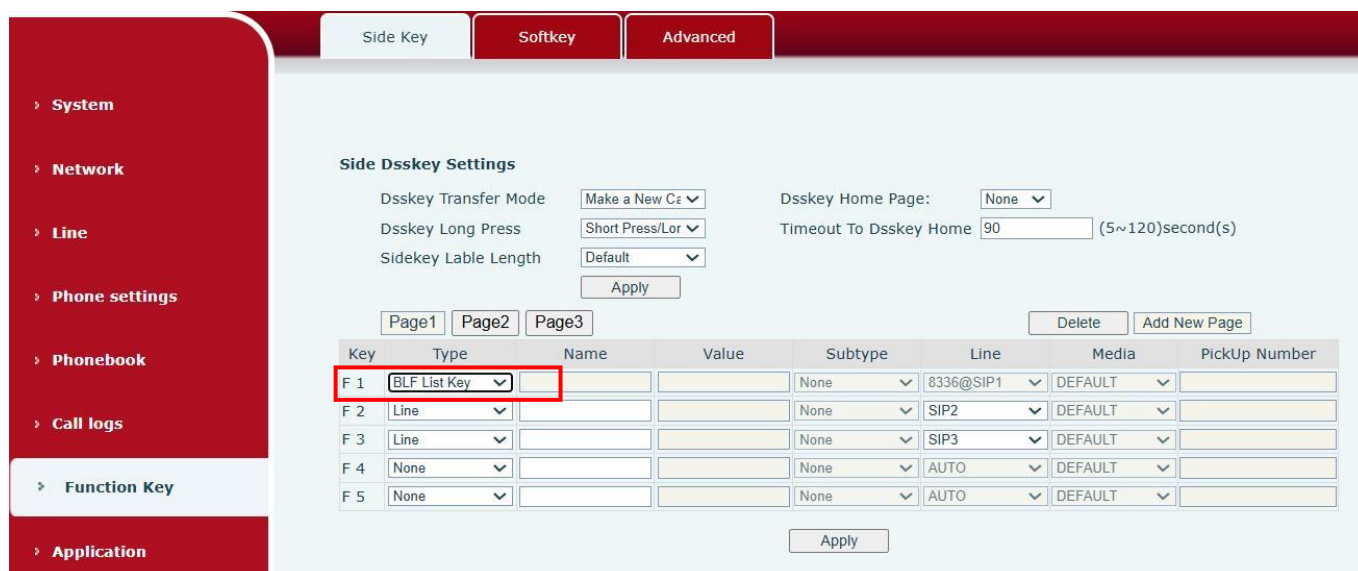 Side Key Softkey Advanced
System
Network
Line
Phone settings
Phonebook
Call logs
Function Key
Application
Side Dsskey Settings
Dsskey Transfer Mode Make a New Ca Dsskey Home Page: None
Dsskey Long Press Short Press/Lor Timeout To Dsskey Home 90 (5~120)second(s)
Sidekey Lable Length Default
Apply
Page1 Page2 Page3 Delete Add New Page
Key Type Name Value Subtype Line Media PickUp Number
F 1 BLF List Key None 8336@SIP1 DEFAULT
F 2 Line None SIP2 DEFAULT
F 3 Line None SIP3 DEFAULT
F 4 None None AUTO DEFAULT
F 5 None None AUTO DEFAULT
Apply